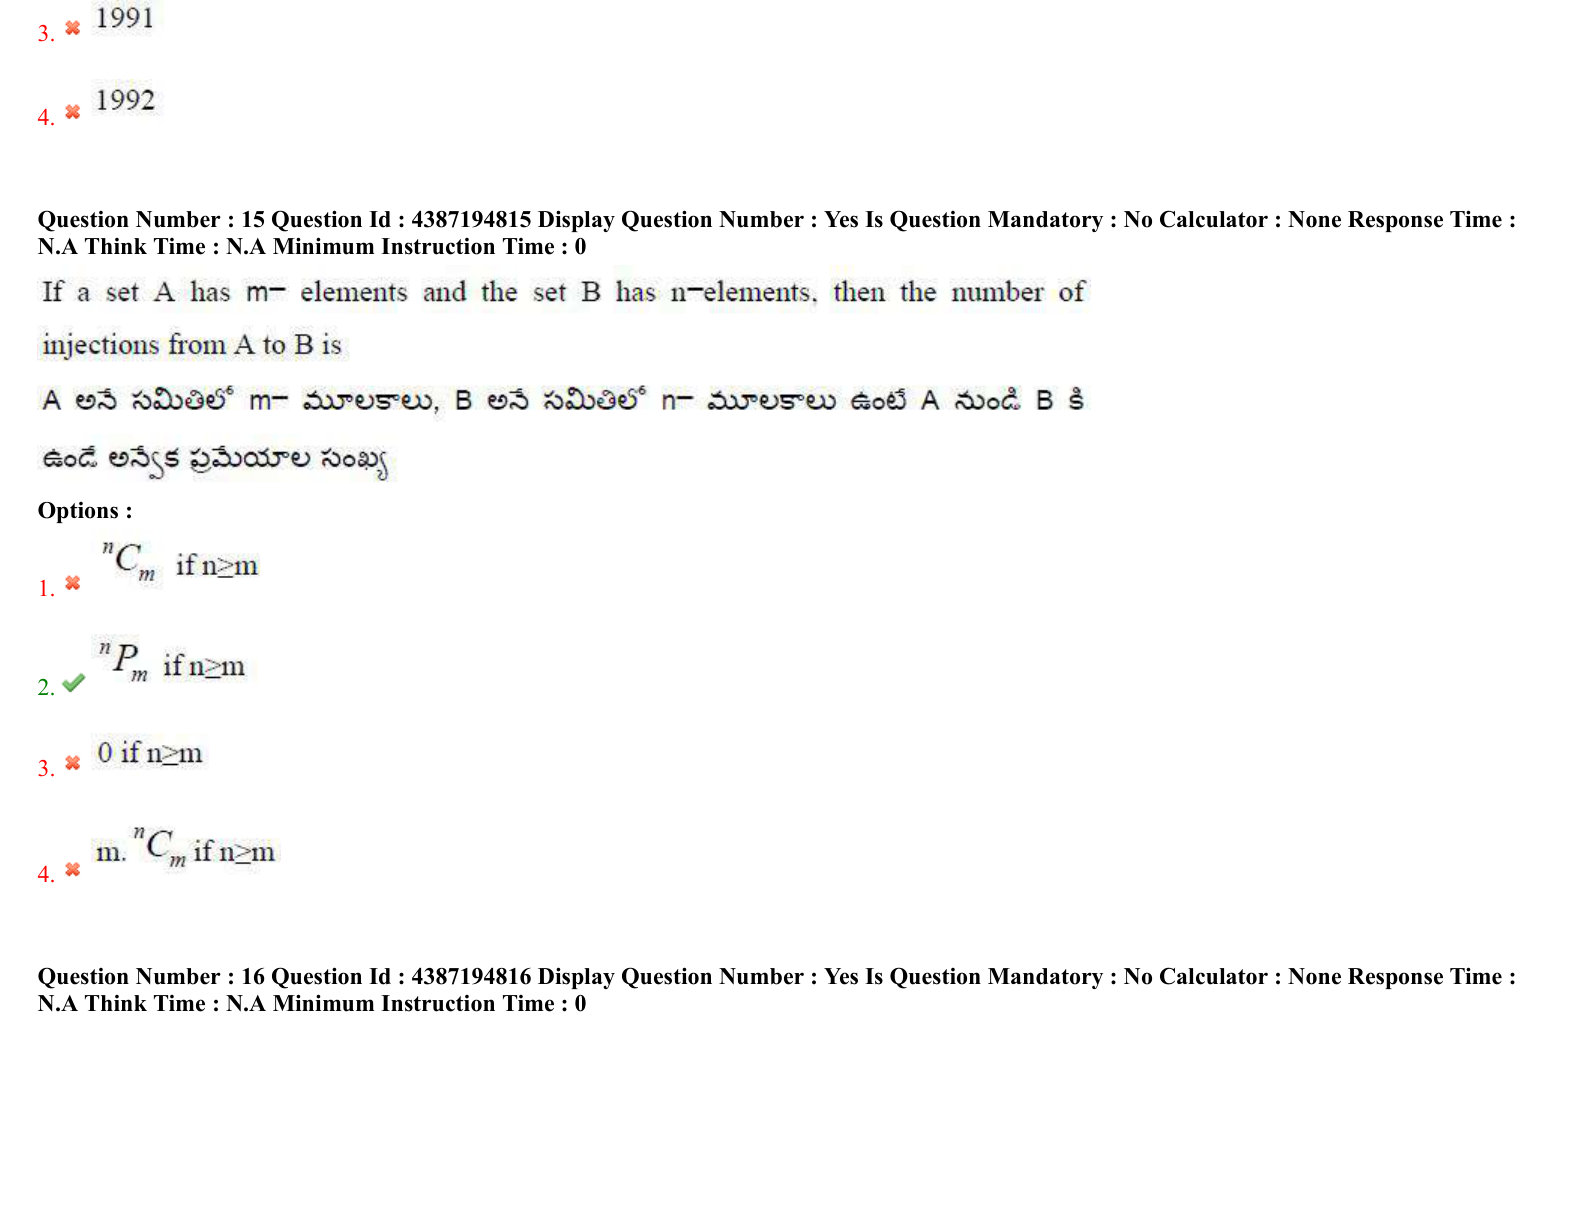 3. 1991
4. 1992
Question Number : 15 Question Id : 4387194815 Display Question Number : Yes Is Question Mandatory : No Calculator : None Response Time :
N.A Think Time : N.A Minimum Instruction Time : 0
If a set A has m− elements and the set B has n−elements, then the number of
injections from A to B is
A అనే సమితిలో m− మూలకాలు, B అనే సమితిలో n− మూలకాలు ఉంటే A నుండి B కి
ఉండే అన్వేక ప్రమేయాల సంఖ్య
Options :
1. ⁿCₘ if n≥m
2. ⁿPₘ if n≥m
3. 0 if n≥m
4. m. ⁿCₘ if n≥m
Question Number : 16 Question Id : 4387194816 Display Question Number : Yes Is Question Mandatory : No Calculator : None Response Time :
N.A Think Time : N.A Minimum Instruction Time : 0